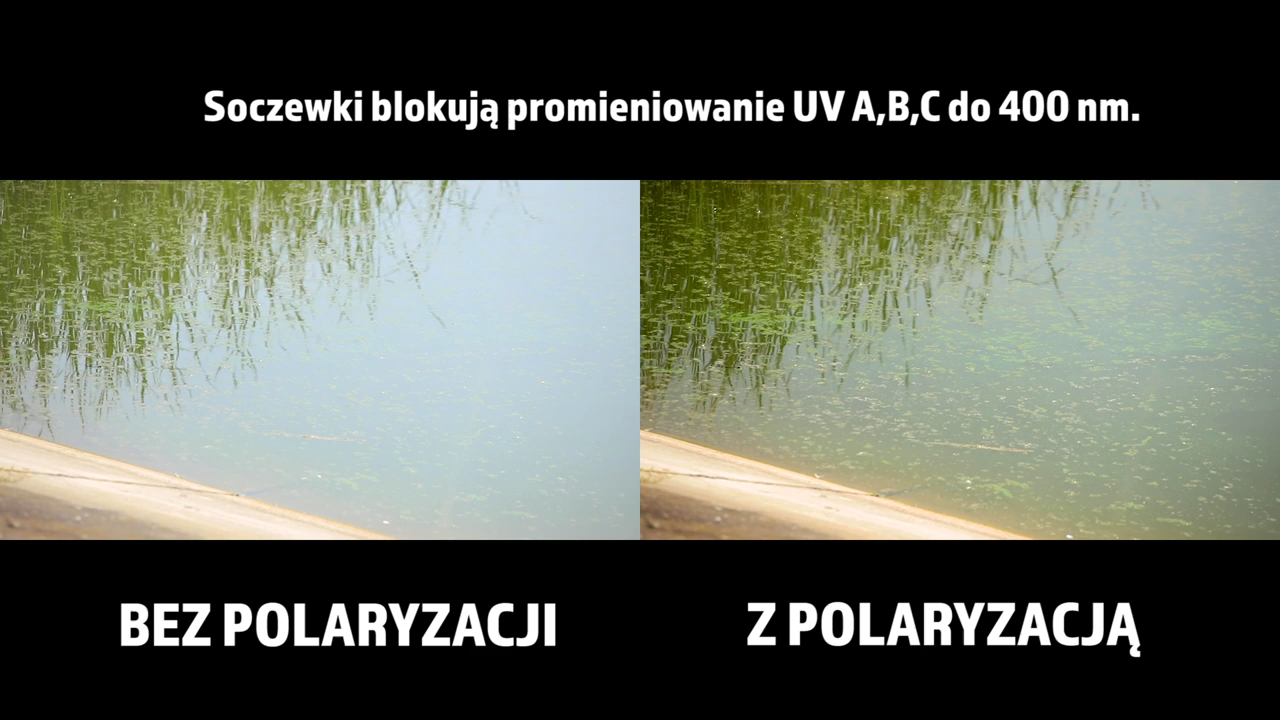 Soczewki blokują promieniowanie UV A,B,C do 400 nm.
BEZ POLARYZACJI
Z POLARYZACJĄ